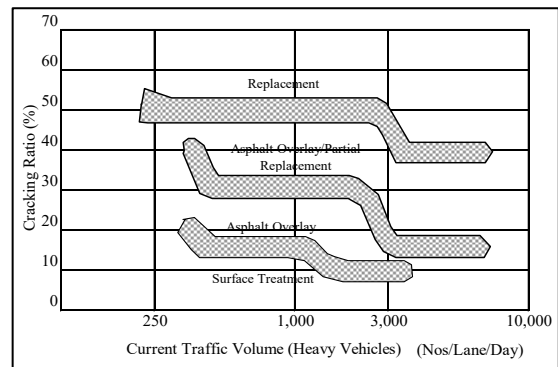 70
60
50
40
30
20
10
0
Cracking Ratio (%)
Replacement
Asphalt Overlay/Partial
Replacement
Asphalt Overlay
Surface Treatment
250 1,000 3,000 10,000
Current Traffic Volume (Heavy Vehicles) (Nos/Lane/Day)